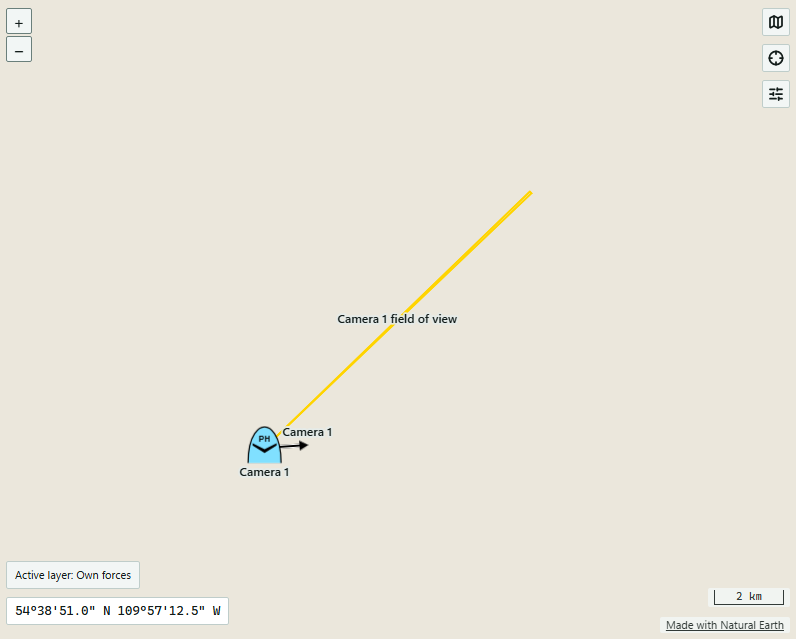 +
–
Camera 1 field of view
PH
Camera 1
Camera 1
Active layer: Own forces
54°38'51.0" N 109°57'12.5" W
2 km
Made with Natural Earth